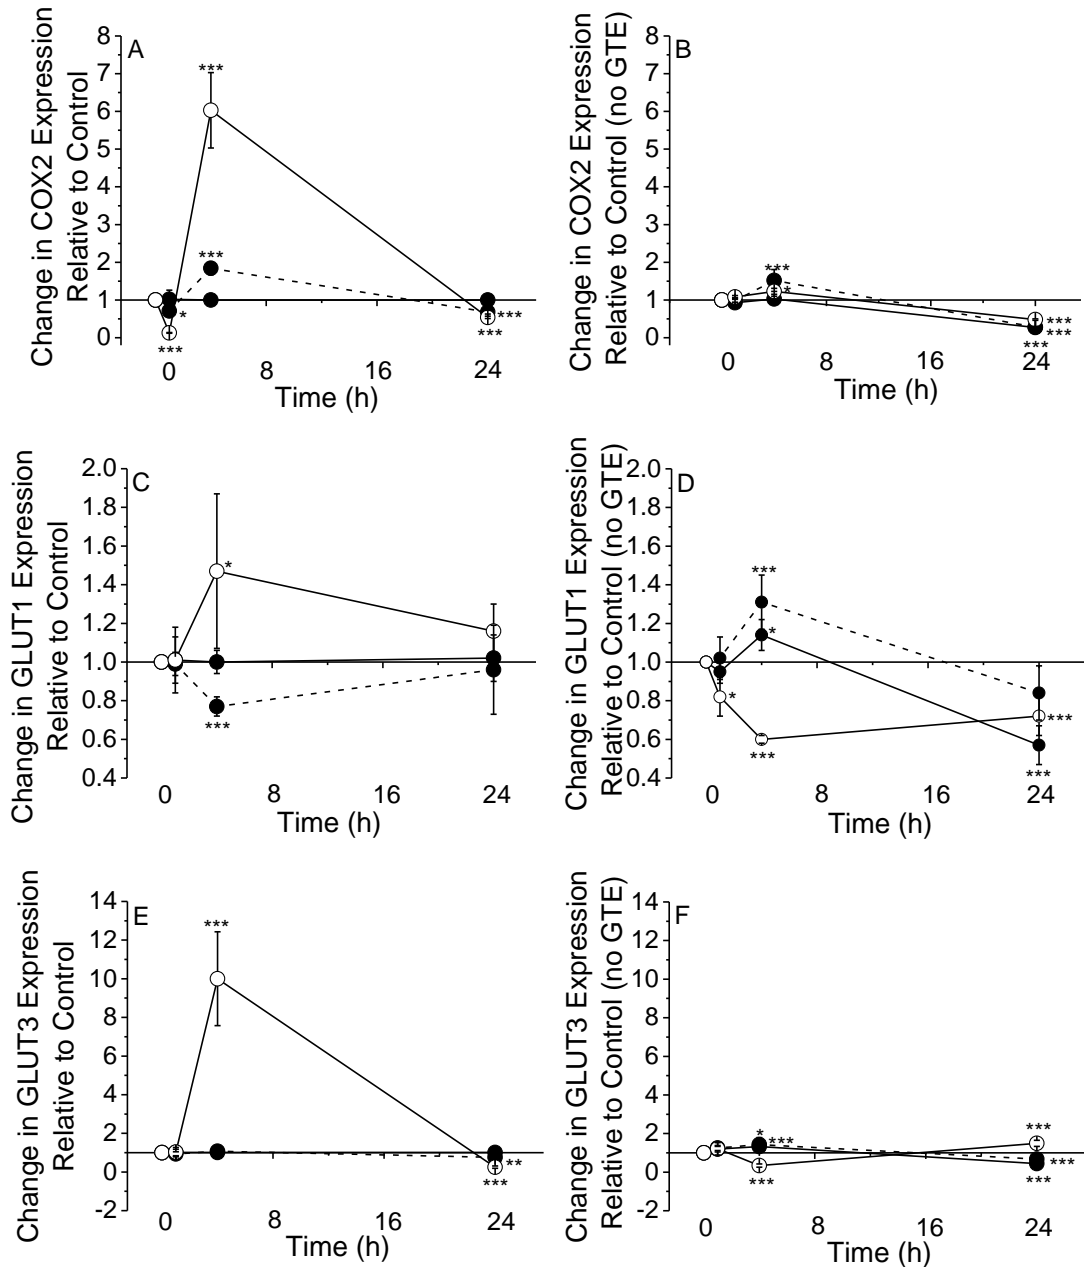 A
Change in COX2 Expression
Relative to Control
8
7
6
5
4
3
2
1
0
***
***
*
***
***
***
0 8 16 24
Time (h)
B
Change in COX2 Expression
Relative to Control (no GTE)
8
7
6
5
4
3
2
1
0
***
*
***
***
***
0 8 16 24
Time (h)
C
Change in GLUT1 Expression
Relative to Control
2.0
1.8
1.6
1.4
1.2
1.0
0.8
0.6
0.4
*
***
0 8 16 24
Time (h)
D
Change in GLUT1 Expression
Relative to Control (no GTE)
2.0
1.8
1.6
1.4
1.2
1.0
0.8
0.6
0.4
***
*
*
***
***
***
0 8 16 24
Time (h)
E
Change in GLUT3 Expression
Relative to Control
14
12
10
8
6
4
2
0
-2
***
**
***
0 8 16 24
Time (h)
F
Change in GLUT3 Expression
Relative to Control (no GTE)
14
12
10
8
6
4
2
0
-2
*
***
***
***
***
***
0 8 16 24
Time (h)